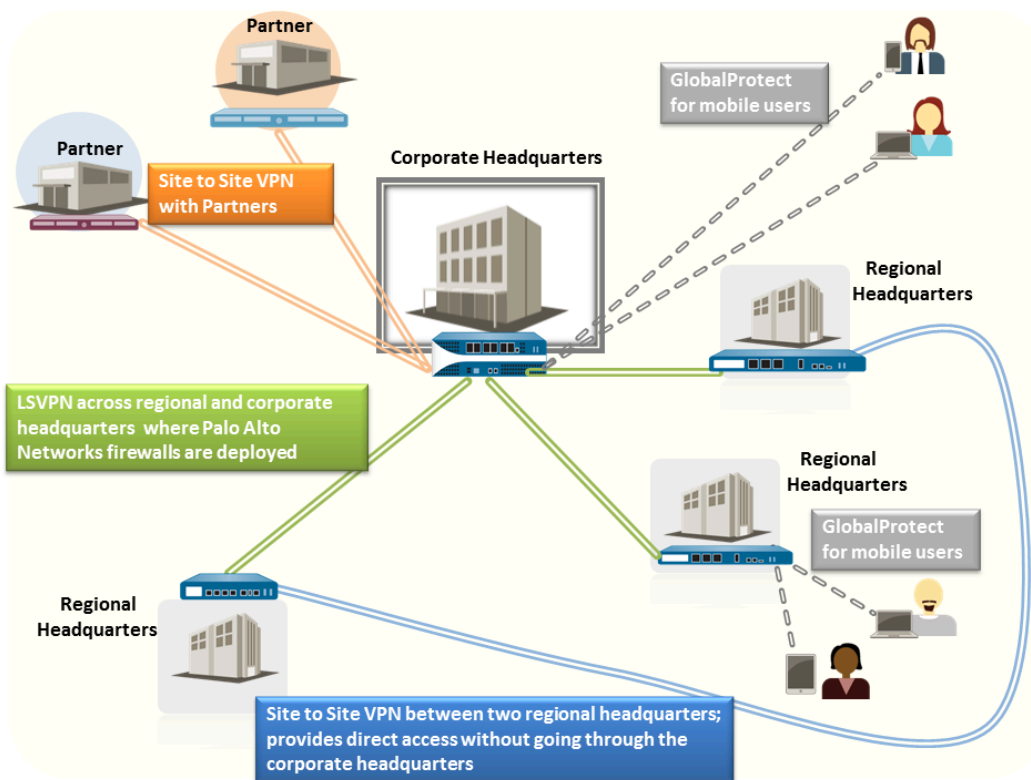 Partner
Partner
Site to Site VPN
with Partners
Corporate Headquarters
GlobalProtect
for mobile users
Regional
Headquarters
LSVPN across regional and corporate
headquarters where Palo Alto
Networks firewalls are deployed
Regional
Headquarters
GlobalProtect
for mobile users
Regional
Headquarters
Site to Site VPN between two regional headquarters;
provides direct access without going through the
corporate headquarters